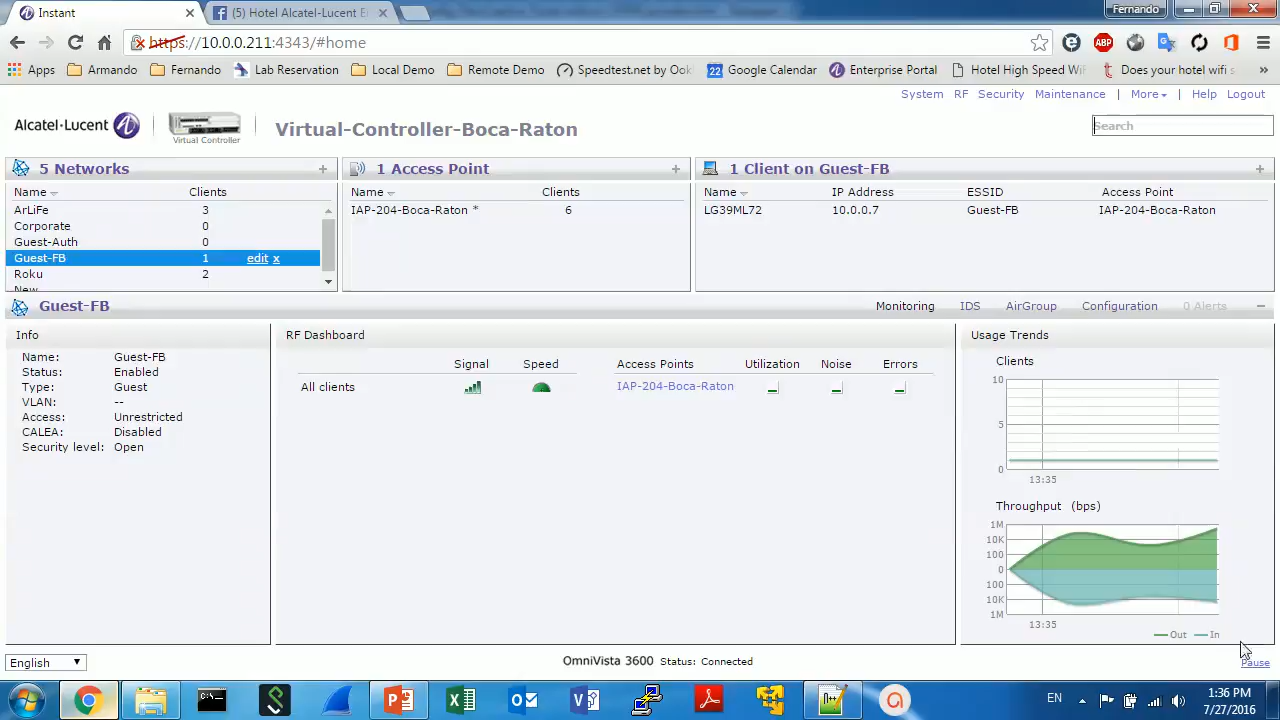 Instant
(5) Hotel Alcatel-Lucent E
Fernando
https://10.0.0.211:4343/#home
ABP
Apps
Armando
Fernando
Lab Reservation
Local Demo
Remote Demo
Speedtest.net by Ook
22
Google Calendar
Enterprise Portal
Hotel High Speed WiF
Does your hotel wifi s
»
System
RF
Security
Maintenance
More
Help
Logout
Alcatel·Lucent
Virtual Controller
Virtual-Controller-Boca-Raton
Search
5 Networks
+
Name
Clients
ArLiFe 3
Corporate 0
Guest-Auth 0
Guest-FB 1 edit x
Roku 2
New
1 Access Point
+
Name
Clients
IAP-204-Boca-Raton * 6
1 Client on Guest-FB
+
Name
IP Address
ESSID
Access Point
LG39ML72 10.0.0.7 Guest-FB IAP-204-Boca-Raton
Guest-FB
Monitoring
IDS
AirGroup
Configuration
0 Alerts
Info
Name: Guest-FB
Status: Enabled
Type: Guest
VLAN: --
Access: Unrestricted
CALEA: Disabled
Security level: Open
RF Dashboard
Signal
Speed
All clients
Access Points
Utilization
Noise
Errors
IAP-204-Boca-Raton
Usage Trends
Clients
10
5
0
13:35
Throughput (bps)
1M
10K
100
0
100
10K
1M
13:35
Out
In
English
OmniVista 3600 Status: Connected
Pause
EN
1:36 PM
7/27/2016